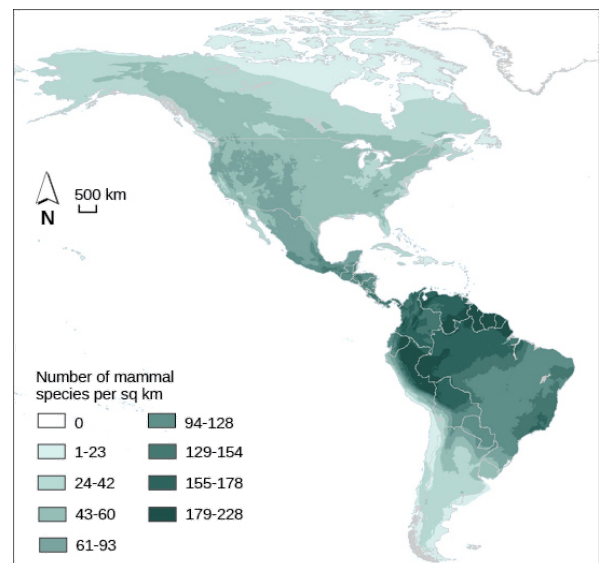 500 km
N
Number of mammal
species per sq km
0
1-23
24-42
43-60
61-93
94-128
129-154
155-178
179-228